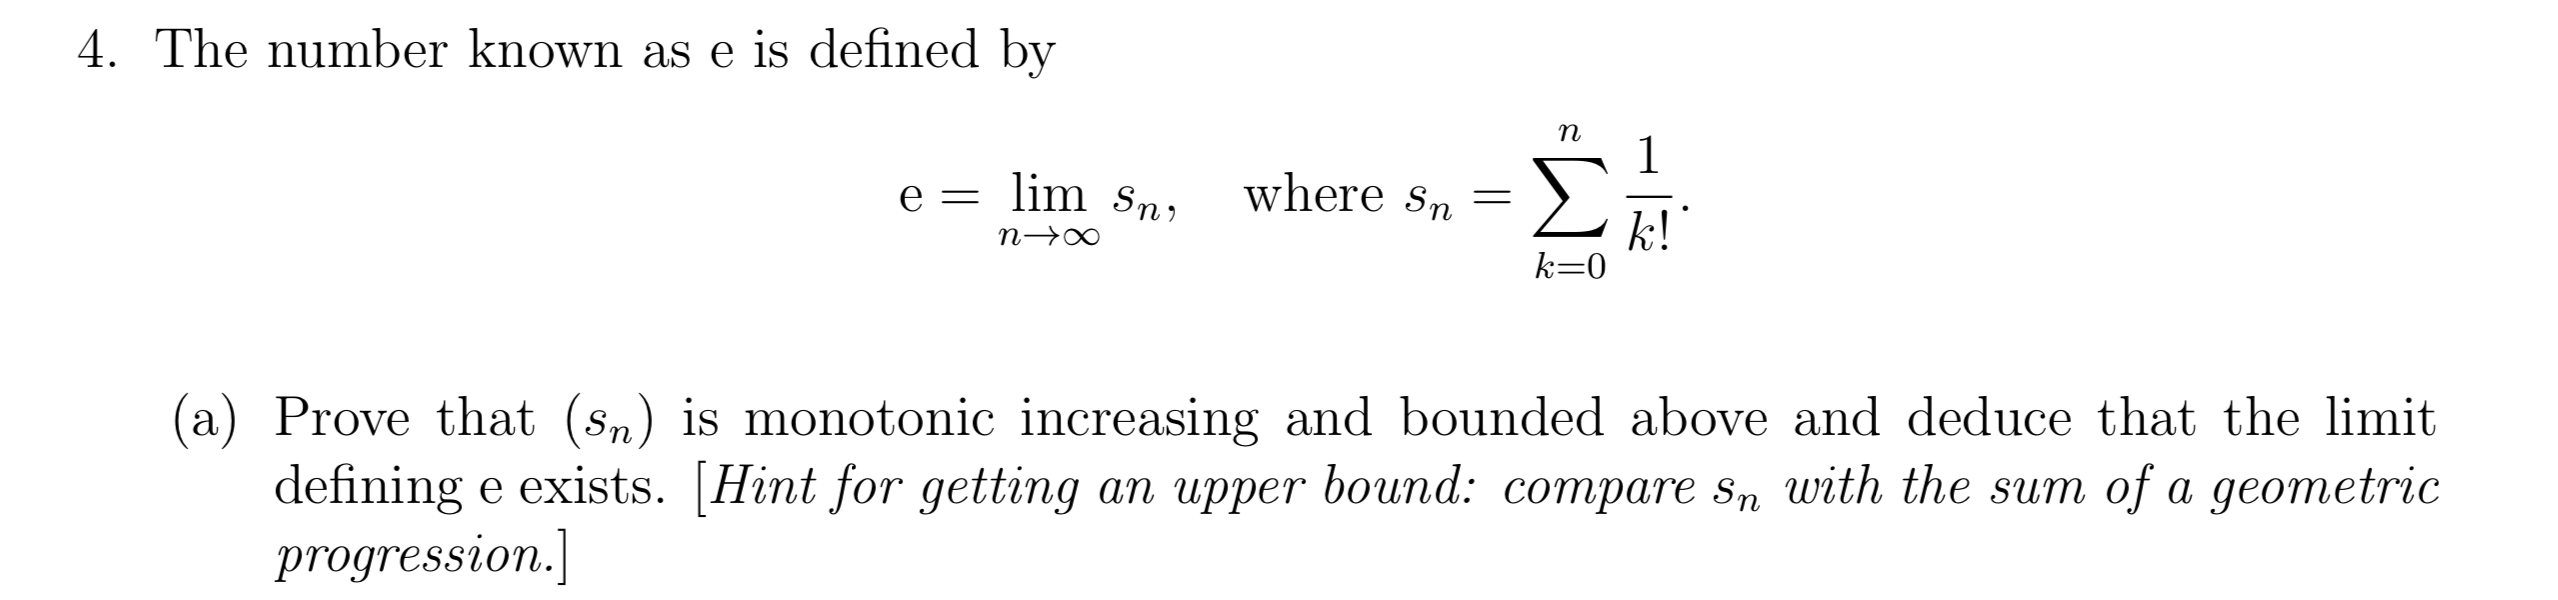 4. The number known as e is defined by
e = lim_{n→∞} s_n, where s_n = \sum_{k=0}^{n} \frac{1}{k!}.
(a) Prove that (s_n) is monotonic increasing and bounded above and deduce that the limit
defining e exists. [Hint for getting an upper bound: compare s_n with the sum of a geometric
progression.]